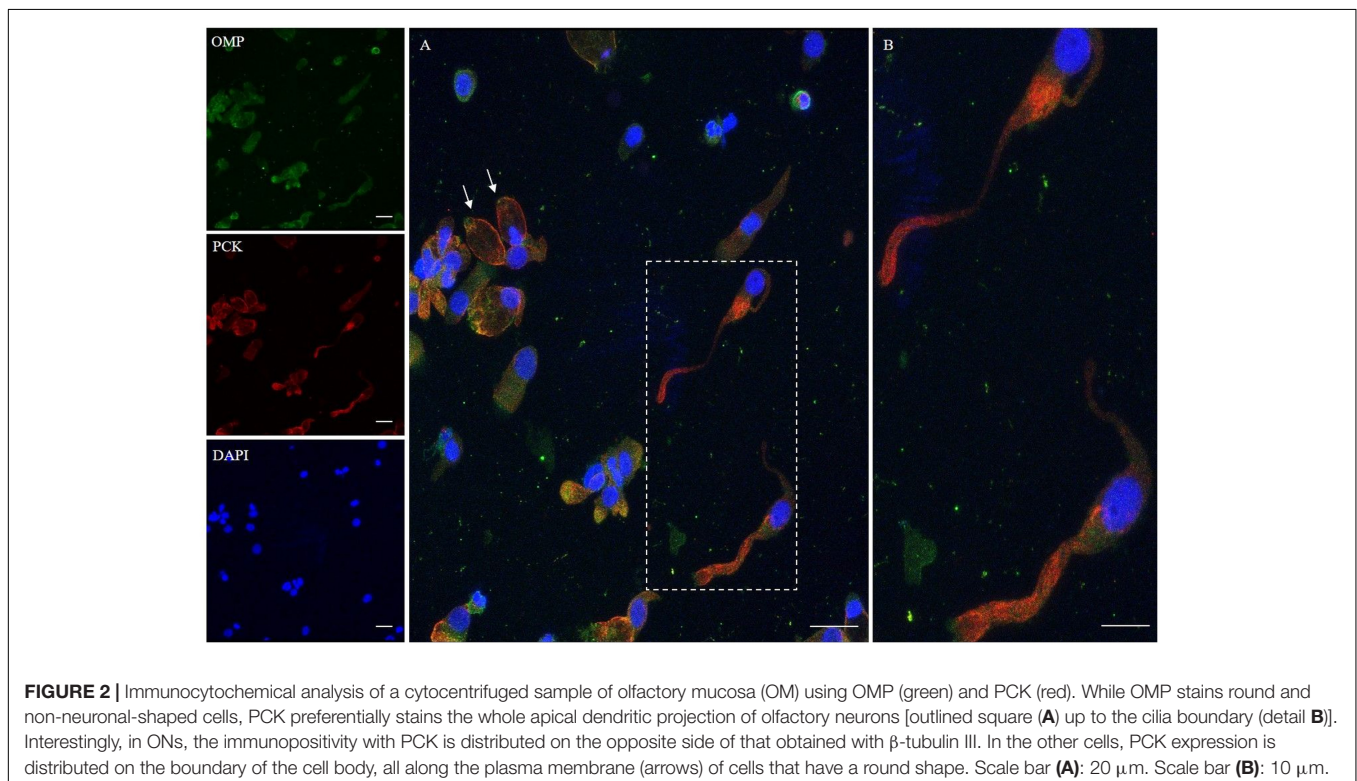 OMP
PCK
DAPI
A
B
FIGURE 2 | Immunocytochemical analysis of a cytocentrifuged sample of olfactory mucosa (OM) using OMP (green) and PCK (red). While OMP stains round and
non-neuronal-shaped cells, PCK preferentially stains the whole apical dendritic projection of olfactory neurons [outlined square (A) up to the cilia boundary (detail B)].
Interestingly, in ONs, the immunopositivity with PCK is distributed on the opposite side of that obtained with β-tubulin III. In the other cells, PCK expression is
distributed on the boundary of the cell body, all along the plasma membrane (arrows) of cells that have a round shape. Scale bar (A): 20 μm. Scale bar (B): 10 μm.